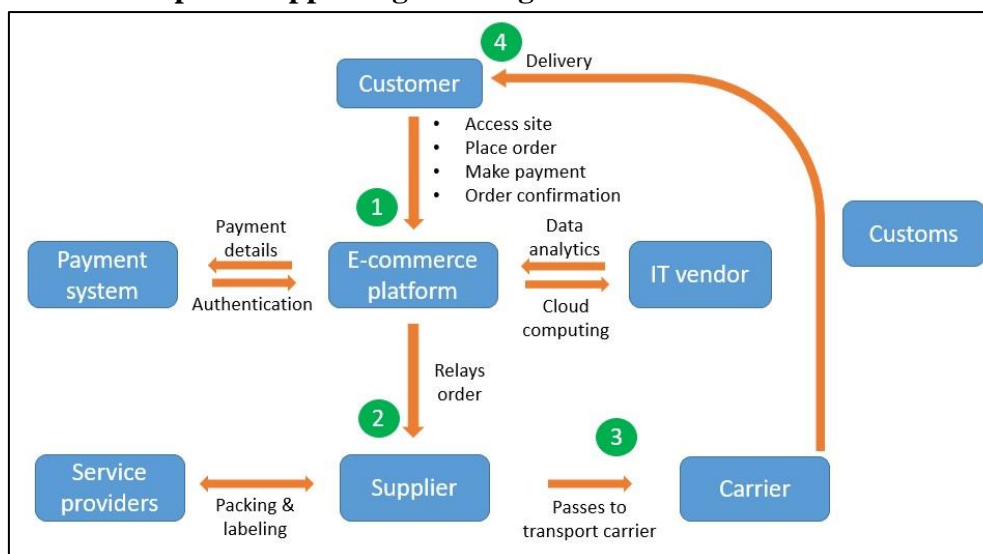 4
Delivery
Customer
• Access site
• Place order
• Make payment
• Order confirmation
1
Payment
details
Data
analytics
Customs
Payment
system
E-commerce
platform
IT vendor
Authentication
Cloud
computing
Relays
order
2
3
Service
providers
Supplier
Carrier
Packing &
labeling
Passes to
transport carrier